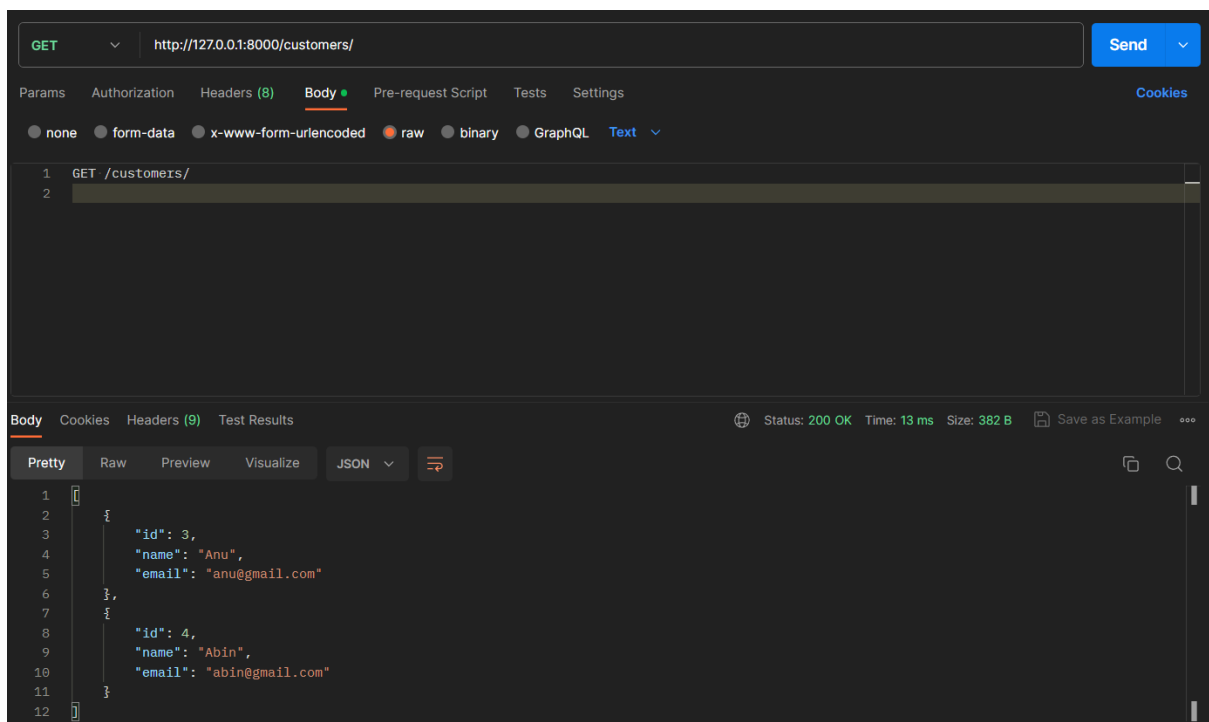 GET http://127.0.0.1:8000/customers/ Send
Params Authorization Headers (8) Body Pre-request Script Tests Settings Cookies
none form-data x-www-form-urlencoded raw binary GraphQL Text
1 GET /customers/
2
Body Cookies Headers (9) Test Results Status: 200 OK Time: 13 ms Size: 382 B Save as Example
Pretty Raw Preview Visualize JSON
1 [
2 {
3 "id": 3,
4 "name": "Anu",
5 "email": "anu@gmail.com"
6 },
7 {
8 "id": 4,
9 "name": "Abin",
10 "email": "abin@gmail.com"
11 }
12 ]